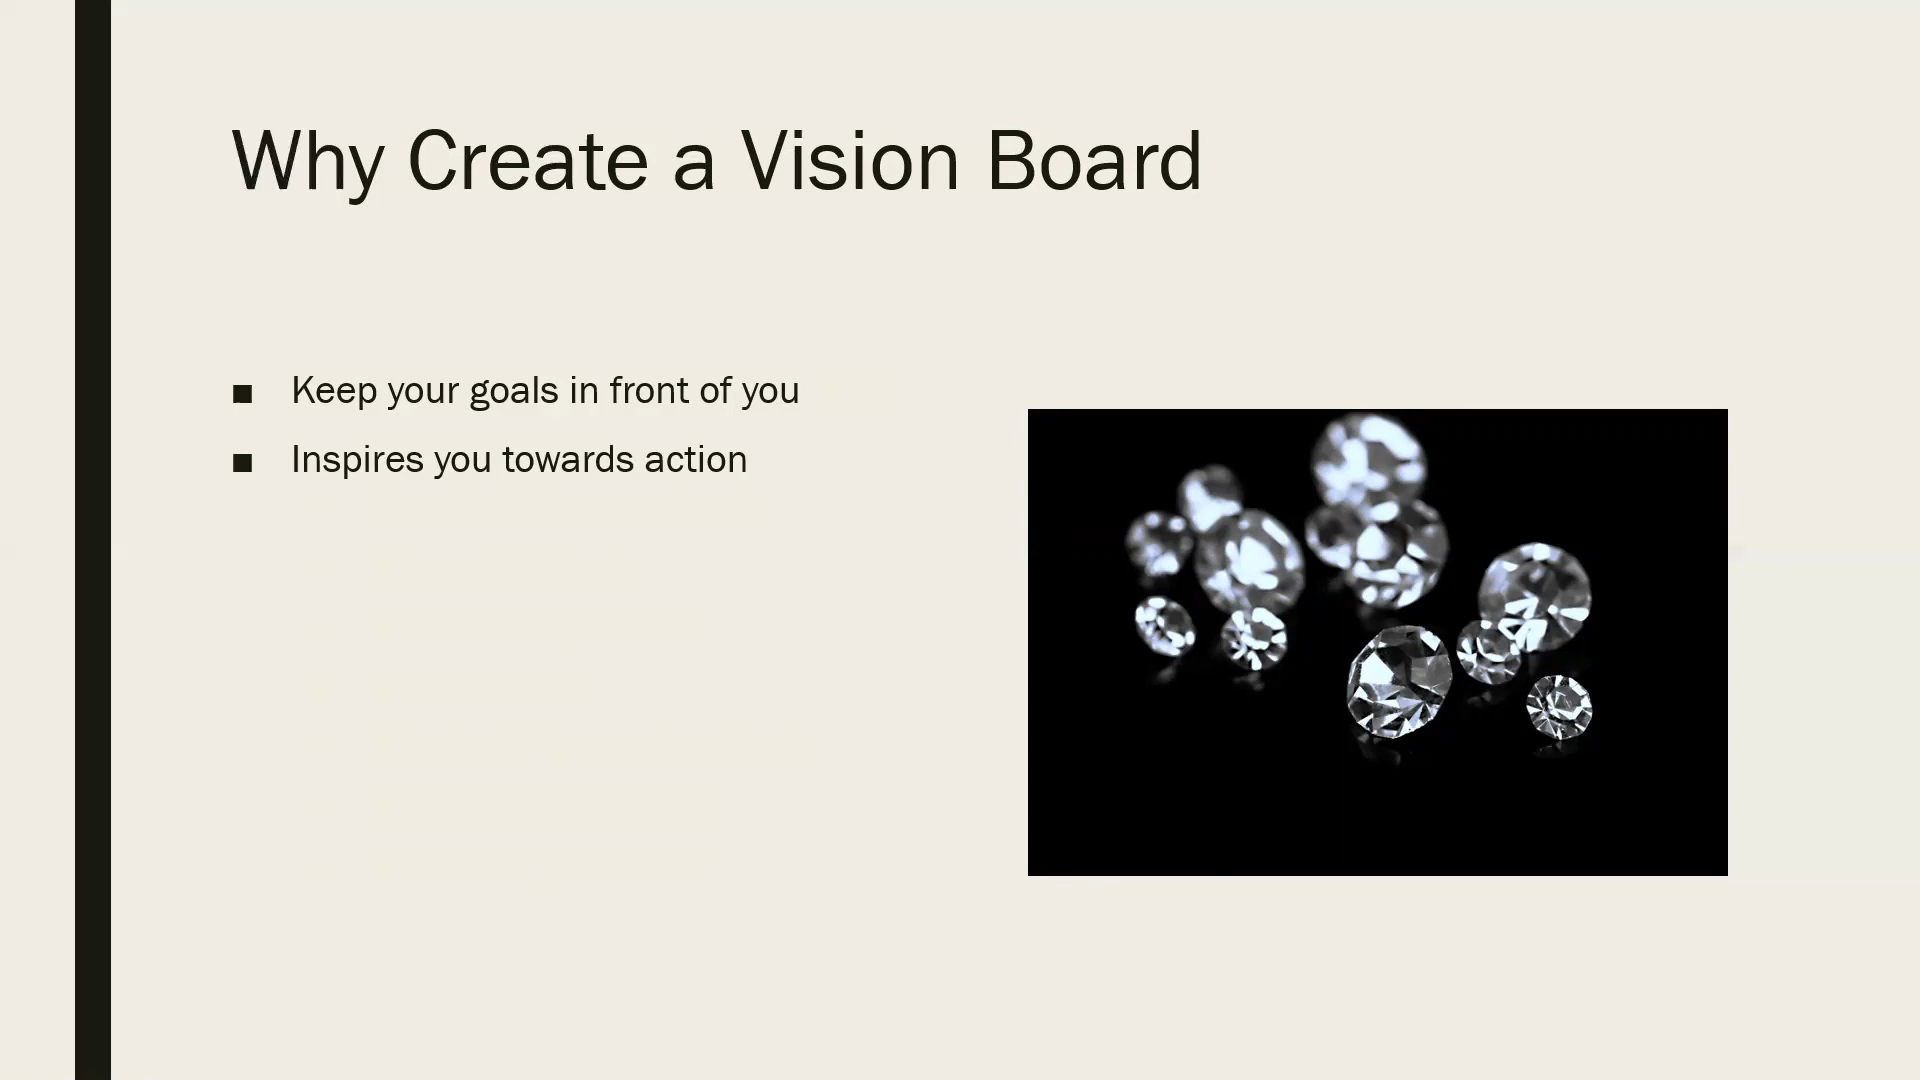 Why Create a Vision Board
■ Keep your goals in front of you
■ Inspires you towards action